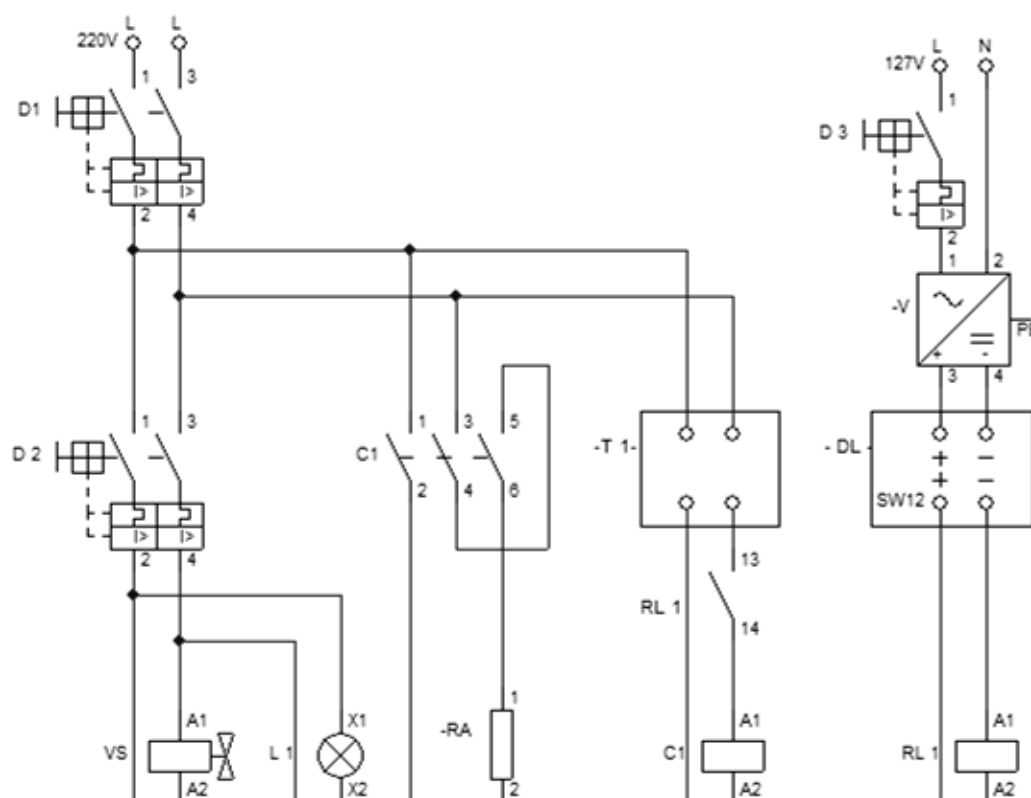 L L
220V
1 3
D1
I> I>
2 4
1 3
D 2
I> I>
2 4
A1
VS
A2
L 1
X1
X2
1 3 5
C1
2 4 6
1
-RA
2
-T 1-
13
RL 1
14
A1
C1
A2
L N
127V
1
D 3
I>
2
1 2
-V
+ -
3 4
- DL -
+ -
+ -
SW12
A1
RL 1
A2